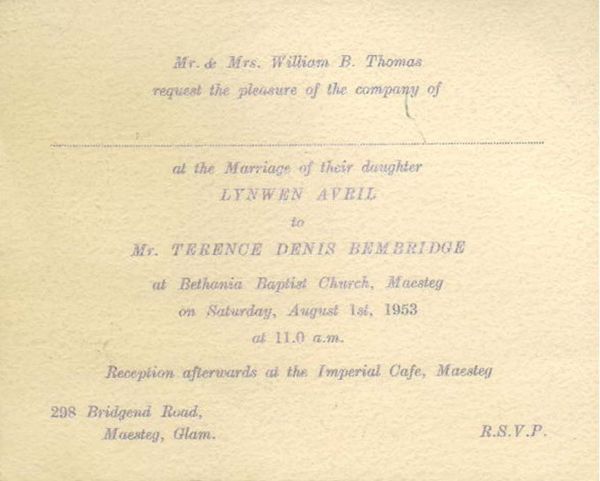 Mr. & Mrs. William B. Thomas
request the pleasure of the company of
at the Marriage of their daughter
LYNWEN AVRIL
to
Mr. TERENCE DENIS BEMBRIDGE
at Bethania Baptist Church, Maesteg
on Saturday, August 1st, 1953
at 11.0 a.m.
Reception afterwards at the Imperial Cafe, Maesteg
298 Bridgend Road,
Maesteg, Glam.
R.S.V.P.